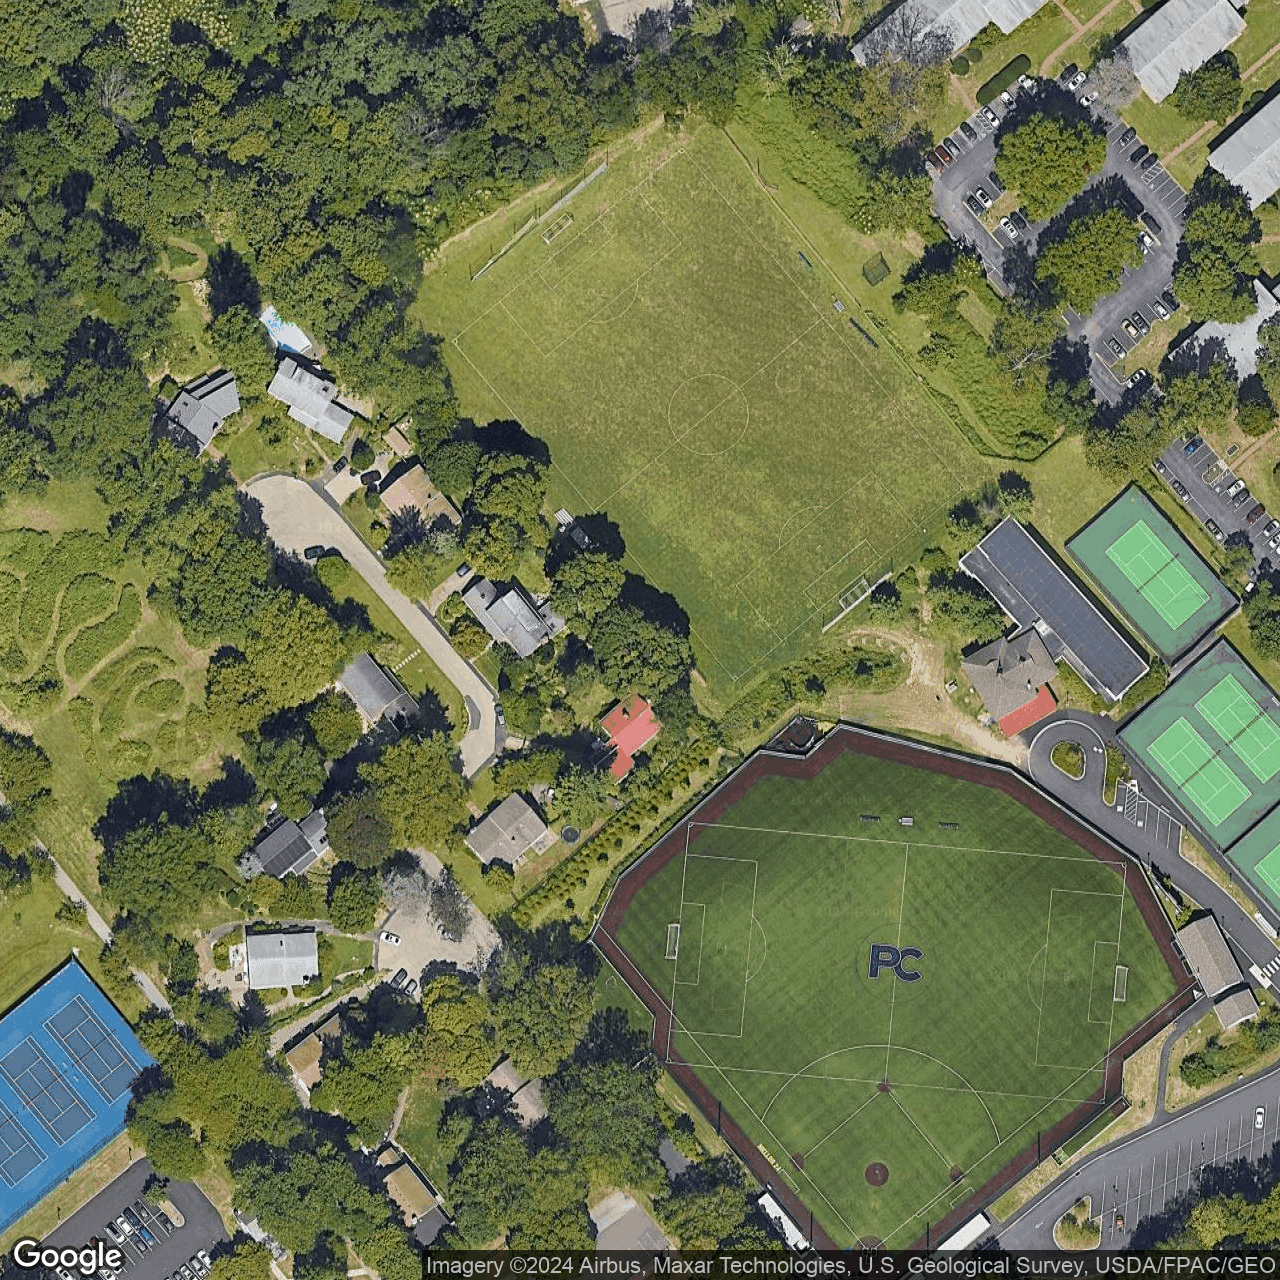 PC
Google
Imagery ©2024 Airbus, Maxar Technologies, U.S. Geological Survey, USDA/FPAC/GEO